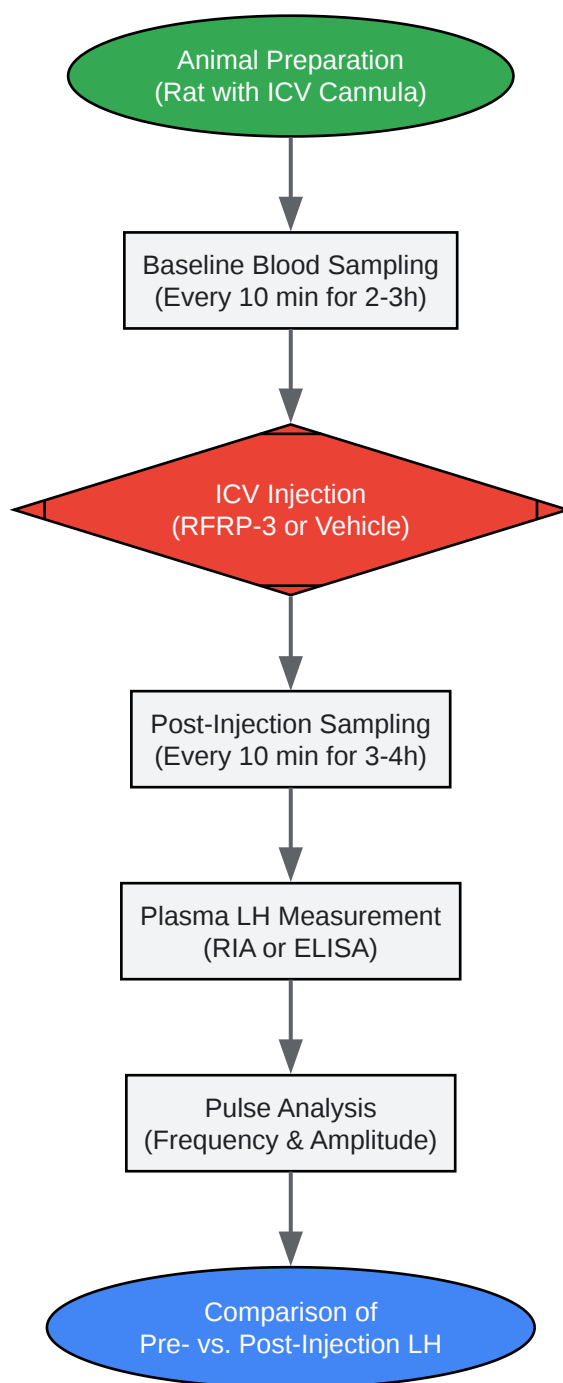 Animal Preparation
(Rat with ICV Cannula)
Baseline Blood Sampling
(Every 10 min for 2-3h)
ICV Injection
(RFRP-3 or Vehicle)
Post-Injection Sampling
(Every 10 min for 3-4h)
Plasma LH Measurement
(RIA or ELISA)
Pulse Analysis
(Frequency & Amplitude)
Comparison of
Pre- vs. Post-Injection LH